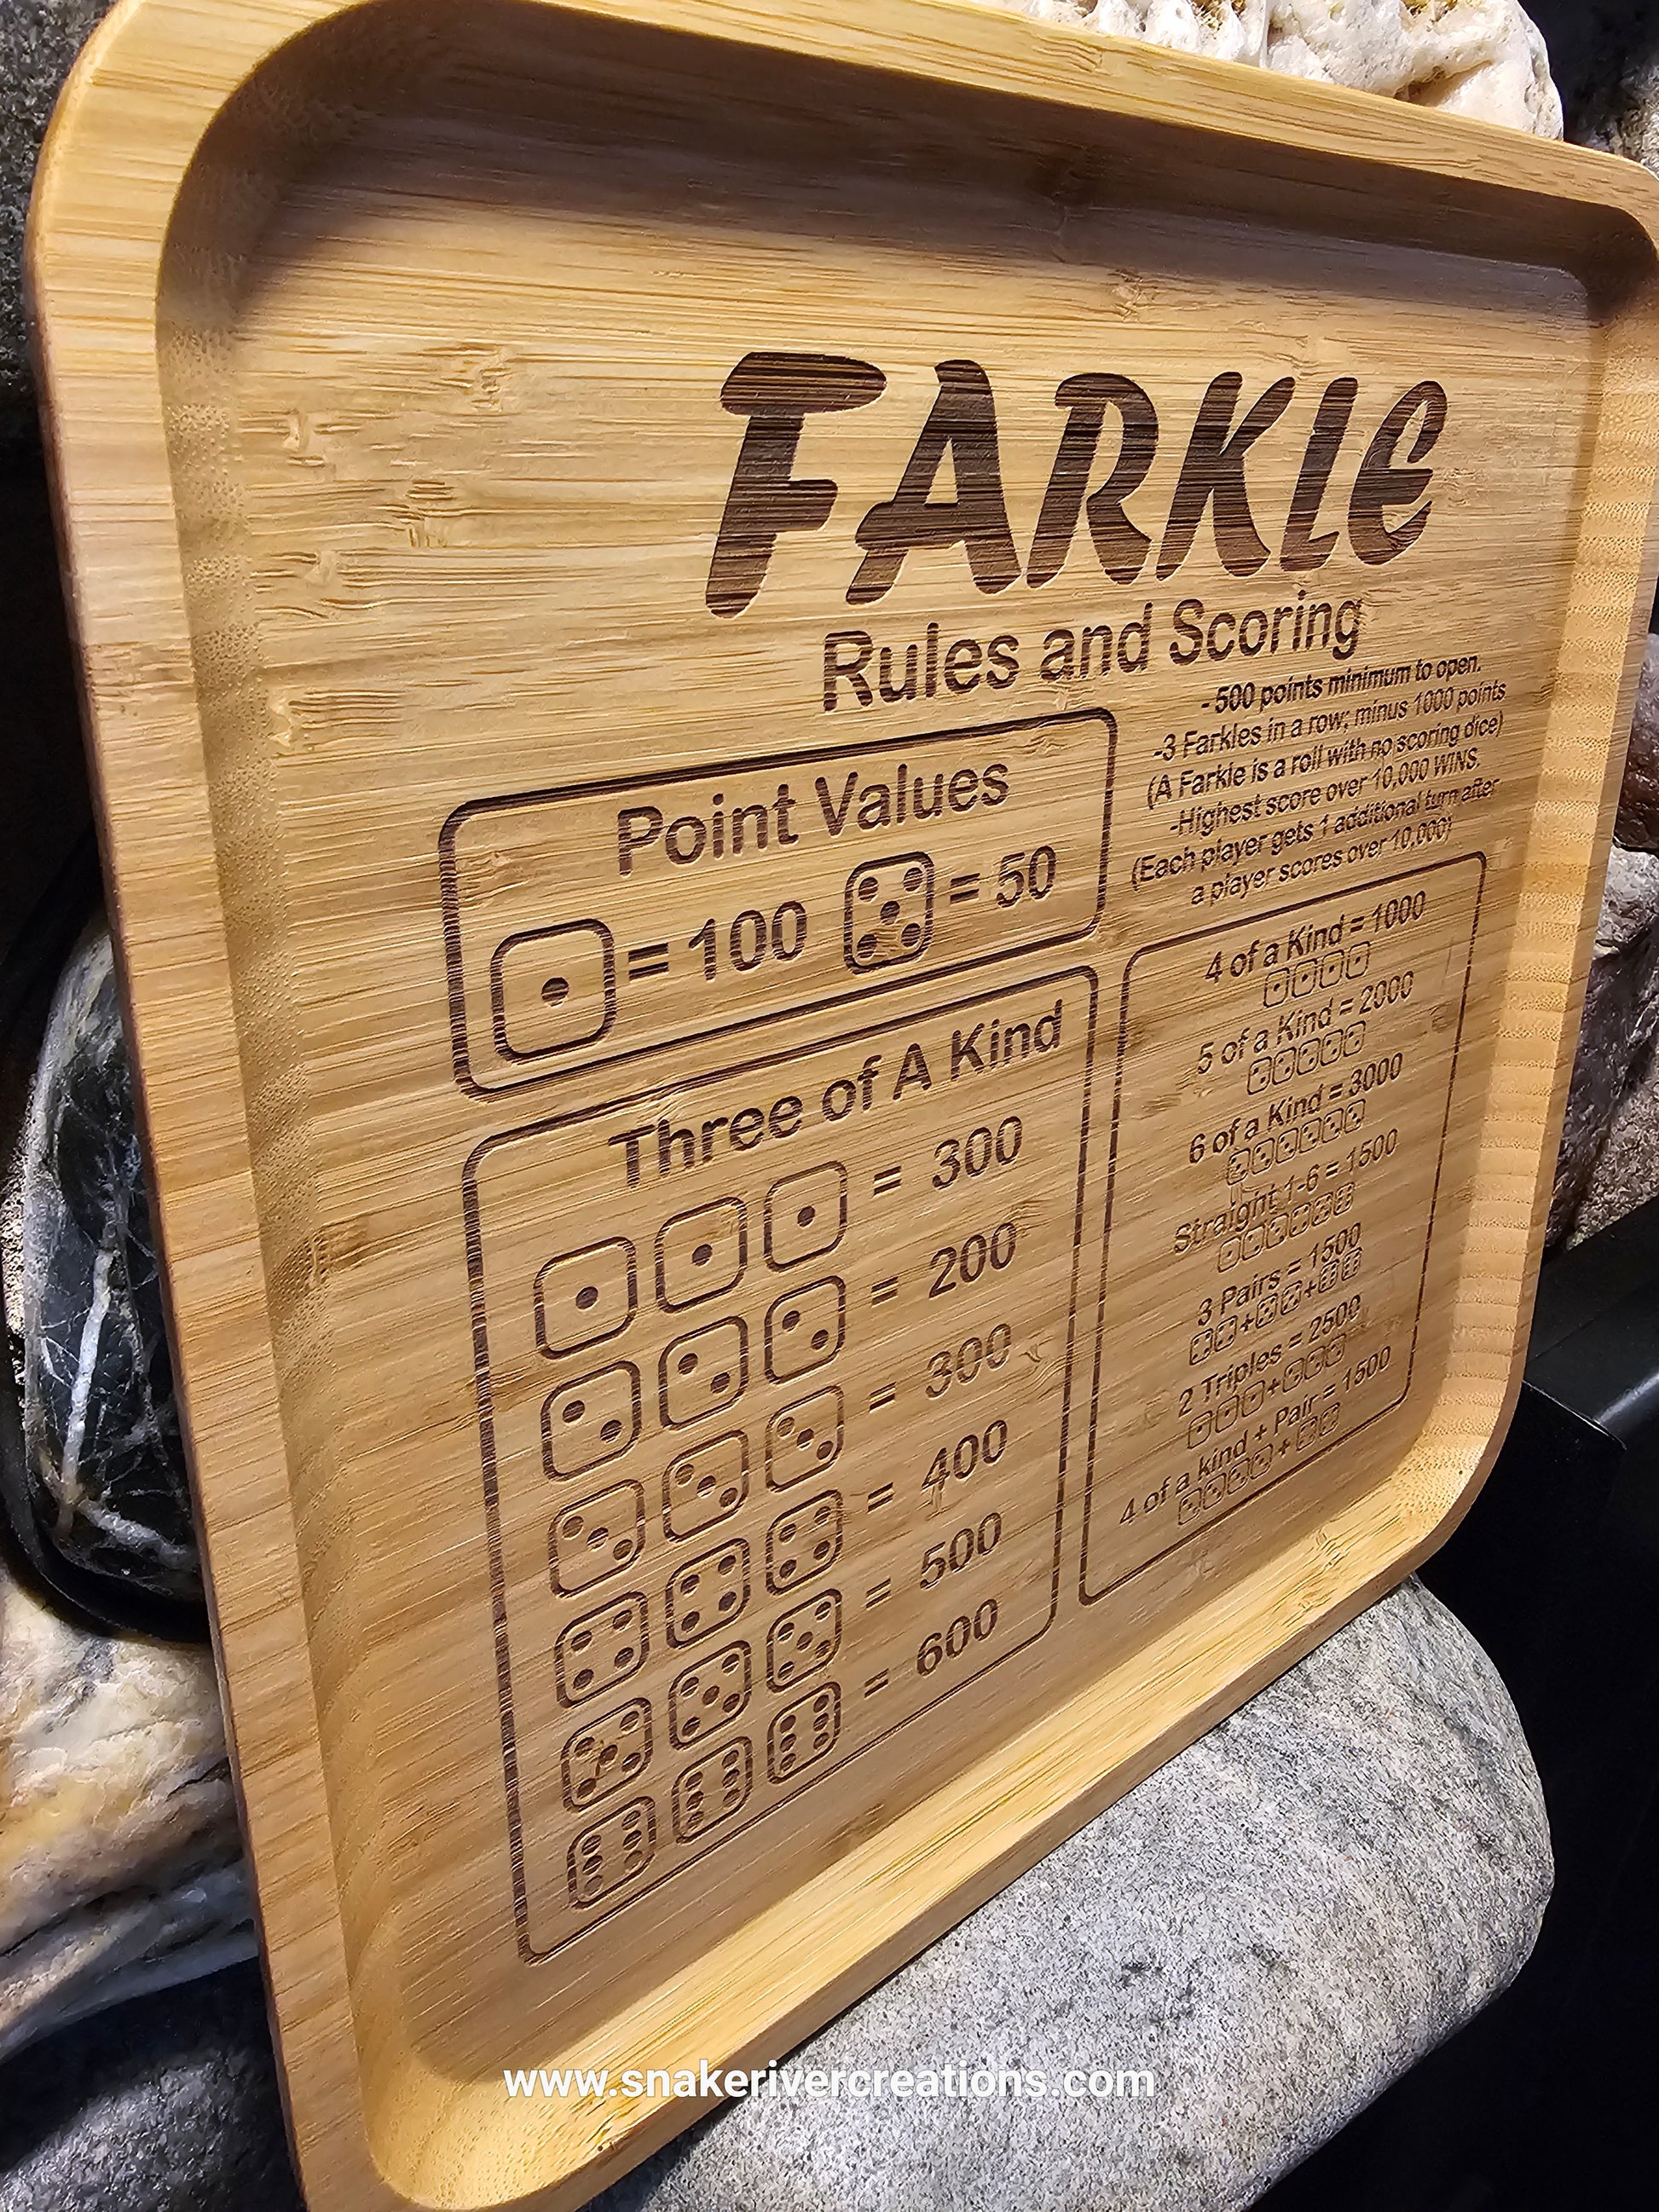 FARKLE
Rules and Scoring
- 500 points minimum to open.
-3 Farkles in a row; minus 1000 points
(A Farkle is a roll with no scoring dice)
-Highest score over 10,000 WINS.
(Each player gets 1 additional turn after
a player scores over 10,000)
Point Values
= 100 = 50
Three of A Kind
= 300
= 200
= 300
= 400
= 500
= 600
4 of a Kind = 1000
5 of a Kind = 2000
6 of a Kind = 3000
Straight 1-6 = 1500
3 Pairs = 1500
+ +
2 Triples = 2500
+
4 of a kind + Pair = 1500
+
www.snakerivercreations.com